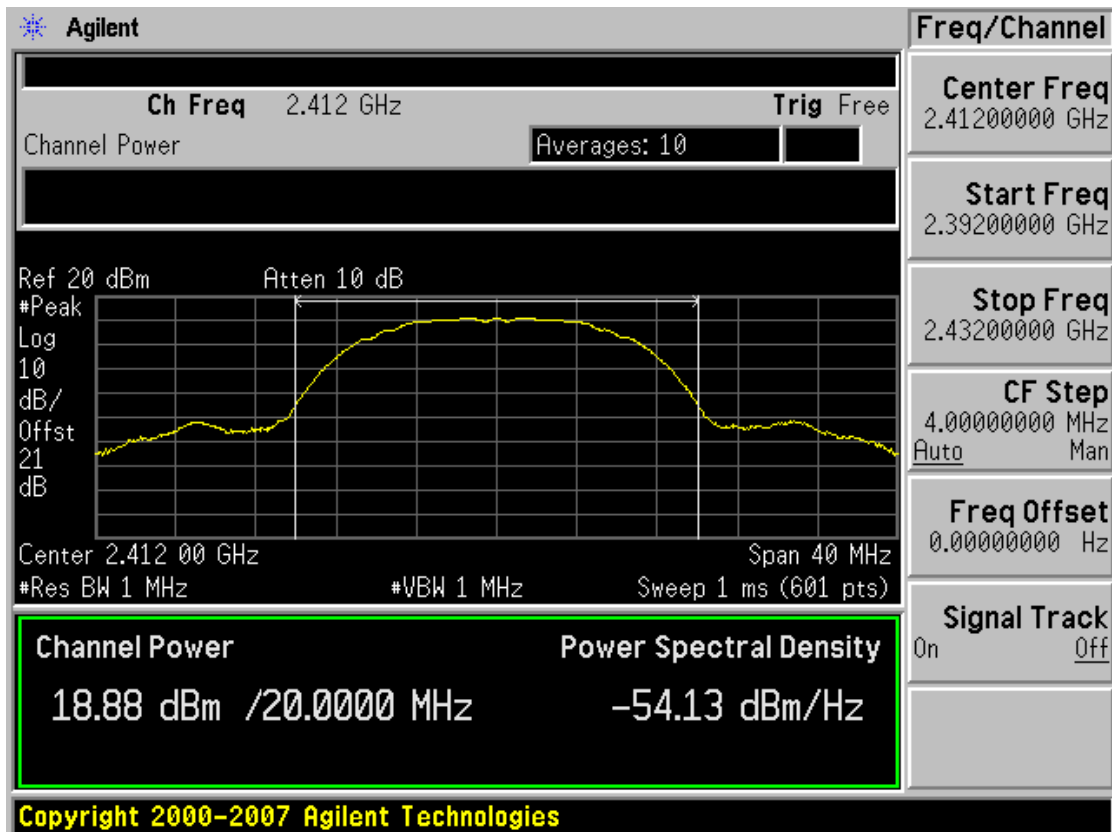 Agilent
Freq/Channel
Ch Freq 2.412 GHz Trig Free
Channel Power Averages: 10
Ref 20 dBm Atten 10 dB
#Peak
Log
10
dB/
Offst
21
dB
Center 2.412 00 GHz Span 40 MHz
#Res BW 1 MHz #VBW 1 MHz Sweep 1 ms (601 pts)
Channel Power Power Spectral Density
18.88 dBm /20.0000 MHz -54.13 dBm/Hz
Center Freq
2.41200000 GHz
Start Freq
2.39200000 GHz
Stop Freq
2.43200000 GHz
CF Step
4.00000000 MHz
Auto Man
Freq Offset
0.00000000 Hz
Signal Track
On Off
Copyright 2000-2007 Agilent Technologies